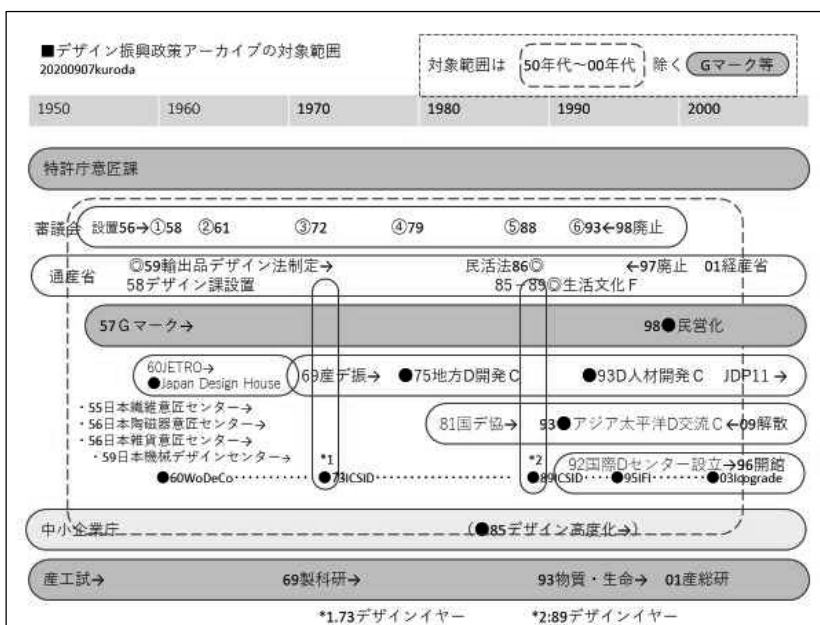 ■デザイン振興政策アーカイブの対象範囲
20200907kuroda
対象範囲は 50年代～00年代 除く Gマーク等
1950 1960 1970 1980 1990 2000
特許庁意匠課
審議会 設置56→①58 ②61 ③72 ④79 ⑤88 ⑥93←98廃止
通産省 ◎59輸出品デザイン法制定→ 民活法86◎ ←97廃止 01経産省
58デザイン課設置 85－89◎生活文化F
57Gマーク→ 98●民営化
60JETRO→
●Japan Design House
69産デ振→ ●75地方D開発C ●93D人材開発C JDP11→
・55日本繊維意匠センター→
・56日本陶磁器意匠センター→
・56日本雑貨意匠センター→
・59日本機械デザインセンター→
81国デ協→ 93●アジア太平洋D交流C←09解散
*1 *2
92国際Dセンター設立→96開館
●60WoDeCo ●73ICSID ●89ICSID ●95IFI ●03Icograde
中小企業庁 (●85デザイン高度化→)
産工試→ 69製科研→ 93物質・生命→ 01産総研
*1.73デザインイヤー *2:89デザインイヤー